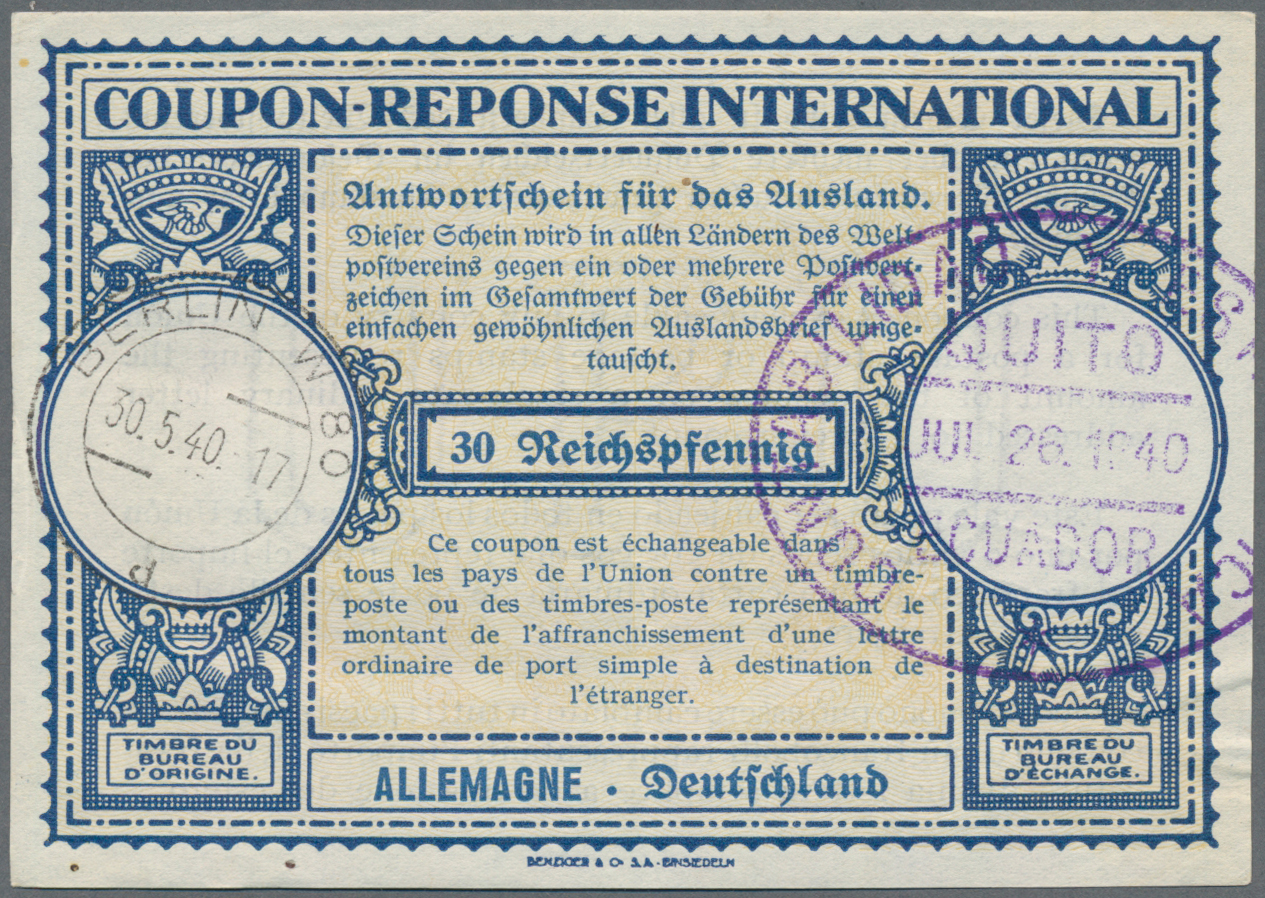 COUPON-REPONSE INTERNATIONAL
Antwortschein für das Ausland.
Dieser Schein wird in allen Ländern des Welt-
postvereins gegen ein oder mehrere Postwert-
zeichen im Gesamtwert der Gebühr für einen
einfachen gewöhnlichen Auslandsbrief umge-
tauscht.
30 Reichspfennig
Ce coupon est échangeable dans
tous les pays de l'Union contre un timbre-
poste ou des timbres-poste représentant le
montant de l'affranchissement d'une lettre
ordinaire de port simple à destination de
l'étranger.
BERLIN W 80
30.5.40. 17
d
QUITO
JUL 26. 1940
ECUADOR
TIMBRE DU
BUREAU
D'ORIGINE.
TIMBRE DU
BUREAU
D'ÉCHANGE.
ALLEMAGNE . Deutschland
BENZIGER & Co S.A. - EINSIEDELN